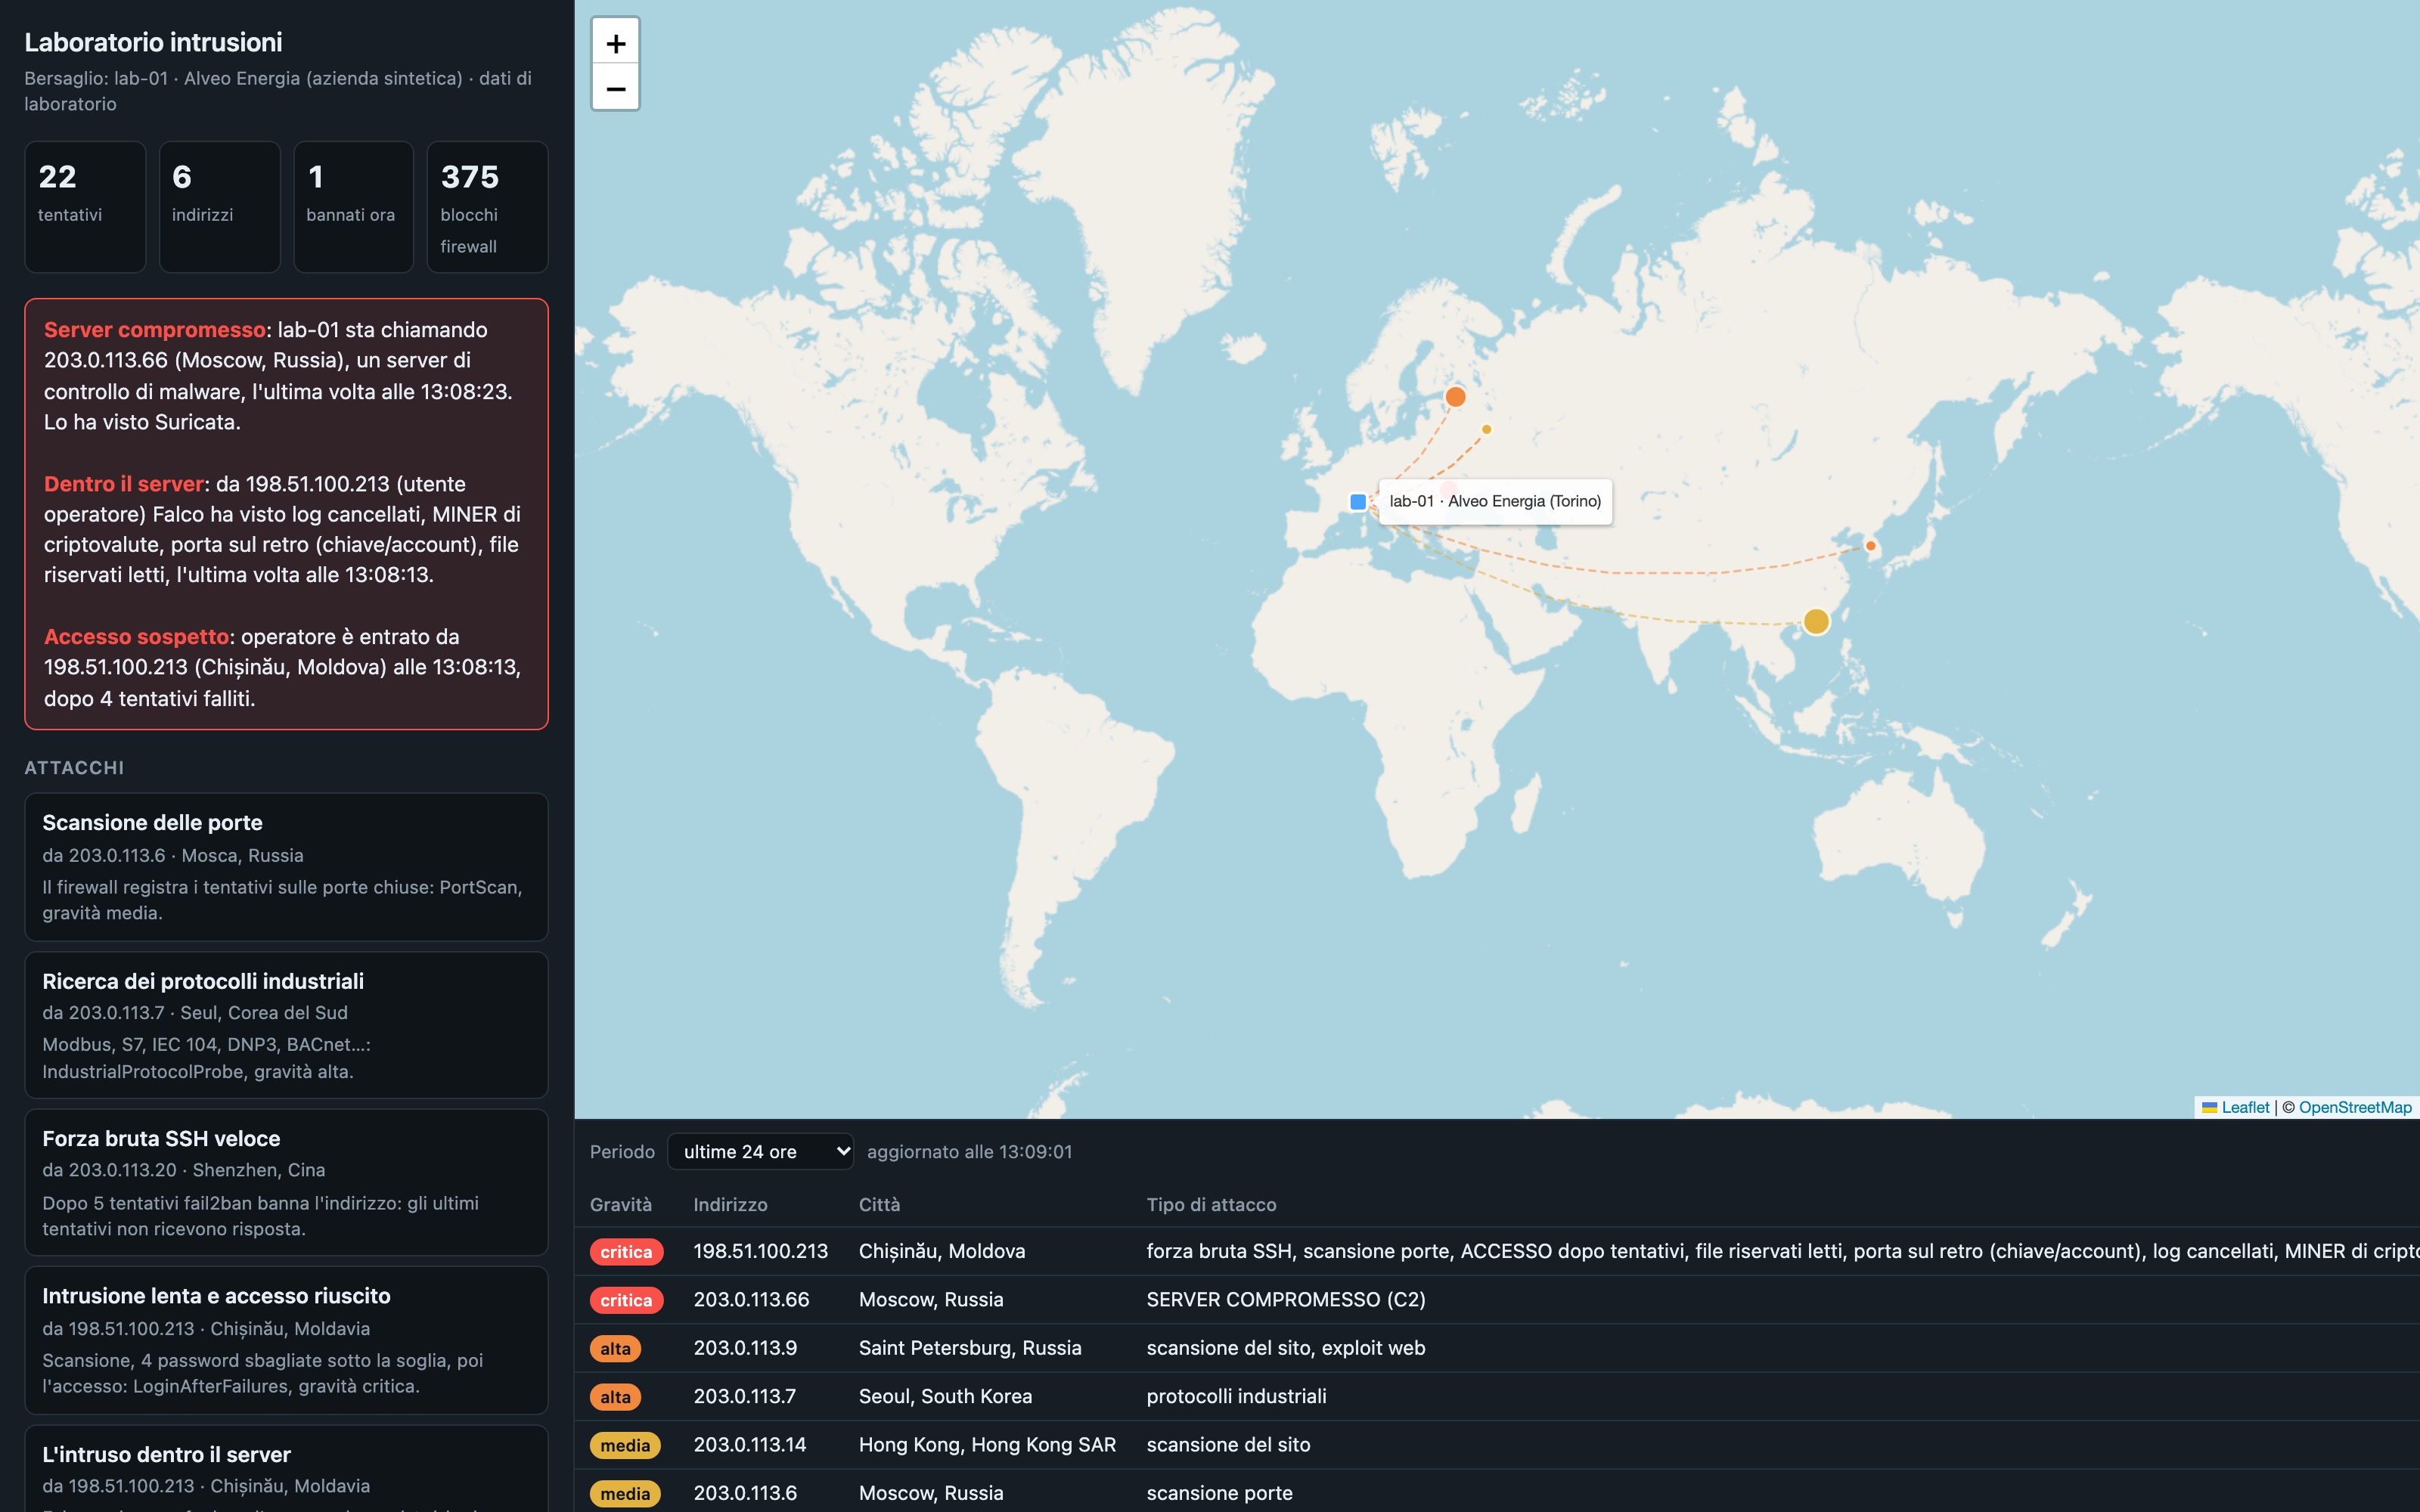 Laboratorio intrusioni
Bersaglio: lab-01 · Alveo Energia (azienda sintetica) · dati di
laboratorio
22
tentativi
6
indirizzi
1
bannati ora
375
blocchi
firewall
Server compromesso: lab-01 sta chiamando
203.0.113.66 (Moscow, Russia), un server di
controllo di malware, l'ultima volta alle 13:08:23.
Lo ha visto Suricata.
Dentro il server: da 198.51.100.213 (utente
operatore) Falco ha visto log cancellati, MINER di
criptovalute, porta sul retro (chiave/account), file
riservati letti, l'ultima volta alle 13:08:13.
Accesso sospetto: operatore è entrato da
198.51.100.213 (Chișinău, Moldova) alle 13:08:13,
dopo 4 tentativi falliti.
ATTACCHI
Scansione delle porte
da 203.0.113.6 · Mosca, Russia
Il firewall registra i tentativi sulle porte chiuse: PortScan,
gravità media.
Ricerca dei protocolli industriali
da 203.0.113.7 · Seul, Corea del Sud
Modbus, S7, IEC 104, DNP3, BACnet...:
IndustrialProtocolProbe, gravità alta.
Forza bruta SSH veloce
da 203.0.113.20 · Shenzhen, Cina
Dopo 5 tentativi fail2ban banna l'indirizzo: gli ultimi
tentativi non ricevono risposta.
Intrusione lenta e accesso riuscito
da 198.51.100.213 · Chișinău, Moldavia
Scansione, 4 password sbagliate sotto la soglia, poi
l'accesso: LoginAfterFailures, gravità critica.
L'intruso dentro il server
da 198.51.100.213 · Chișinău, Moldavia
+
−
lab-01 · Alveo Energia (Torino)
Leaflet | © OpenStreetMap
Periodo ultime 24 ore aggiornato alle 13:09:01
Gravità Indirizzo Città Tipo di attacco
critica 198.51.100.213 Chișinău, Moldova forza bruta SSH, scansione porte, ACCESSO dopo tentativi, file riservati letti, porta sul retro (chiave/account), log cancellati, MINER di
critica 203.0.113.66 Moscow, Russia SERVER COMPROMESSO (C2)
alta 203.0.113.9 Saint Petersburg, Russia scansione del sito, exploit web
alta 203.0.113.7 Seoul, South Korea protocolli industriali
media 203.0.113.14 Hong Kong, Hong Kong SAR scansione del sito
media 203.0.113.6 Moscow, Russia scansione porte